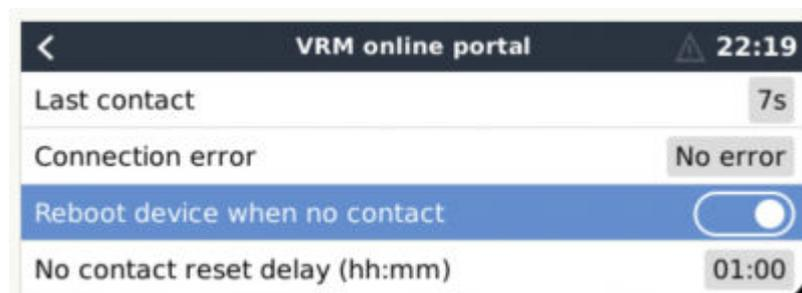 VRM online portal 22:19
Last contact 7s
Connection error No error
Reboot device when no contact
No contact reset delay (hh:mm) 01:00